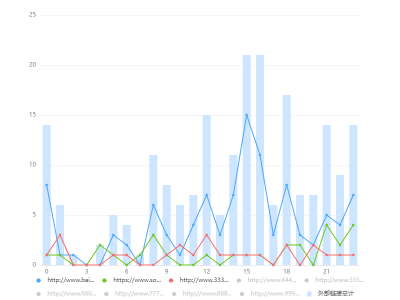 25
20
15
10
5
0
0 3 6 9 12 15 18 21
http://www.bai... https://www.so... http://www.333... http://www.444... http://www.555...
http://www.666... http://www.777... http://www.888... http://www.999... 外部链接总计